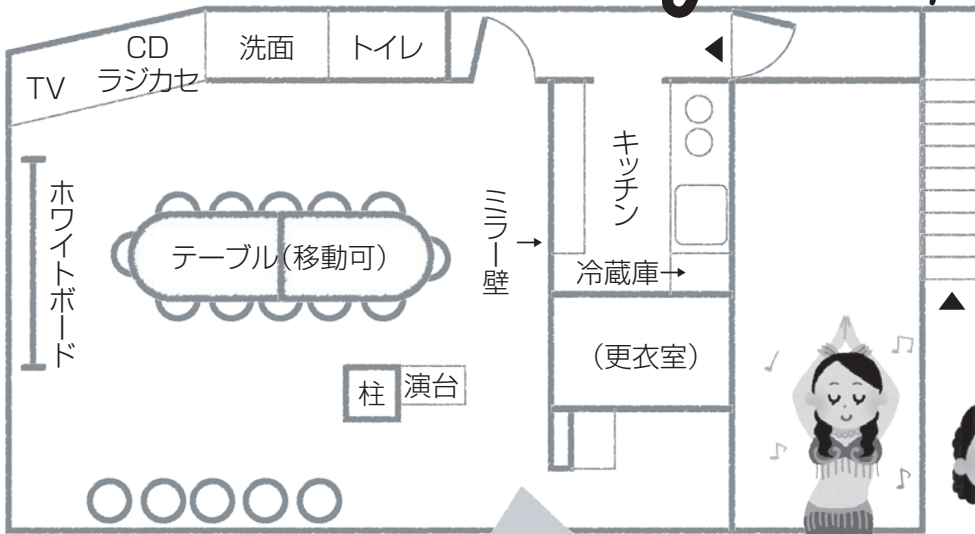 CD
ラジカセ
TV
洗面
トイレ
キッチン
ミラー壁
ホワイトボード
テーブル(移動可)
冷蔵庫
(更衣室)
柱
演台